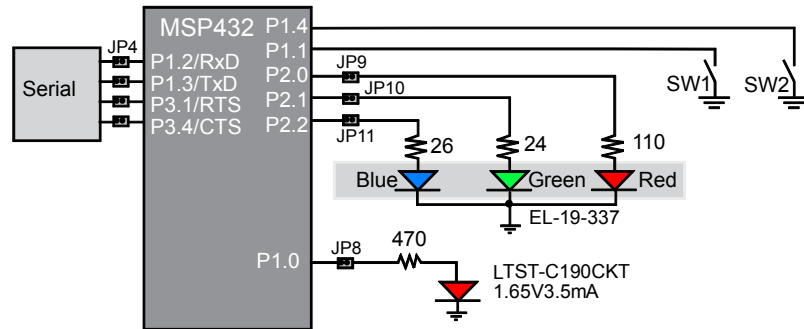 MSP432
P1.4
P1.1
JP4
P1.2/RxD
P2.0
JP9
Serial
P1.3/TxD
P2.1
JP10
SW1
SW2
P3.1/RTS
P3.4/CTS
P2.2
JP11
26
24
110
Blue
Green
Red
EL-19-337
P1.0
JP8
470
LTST-C190CKT
1.65V3.5mA